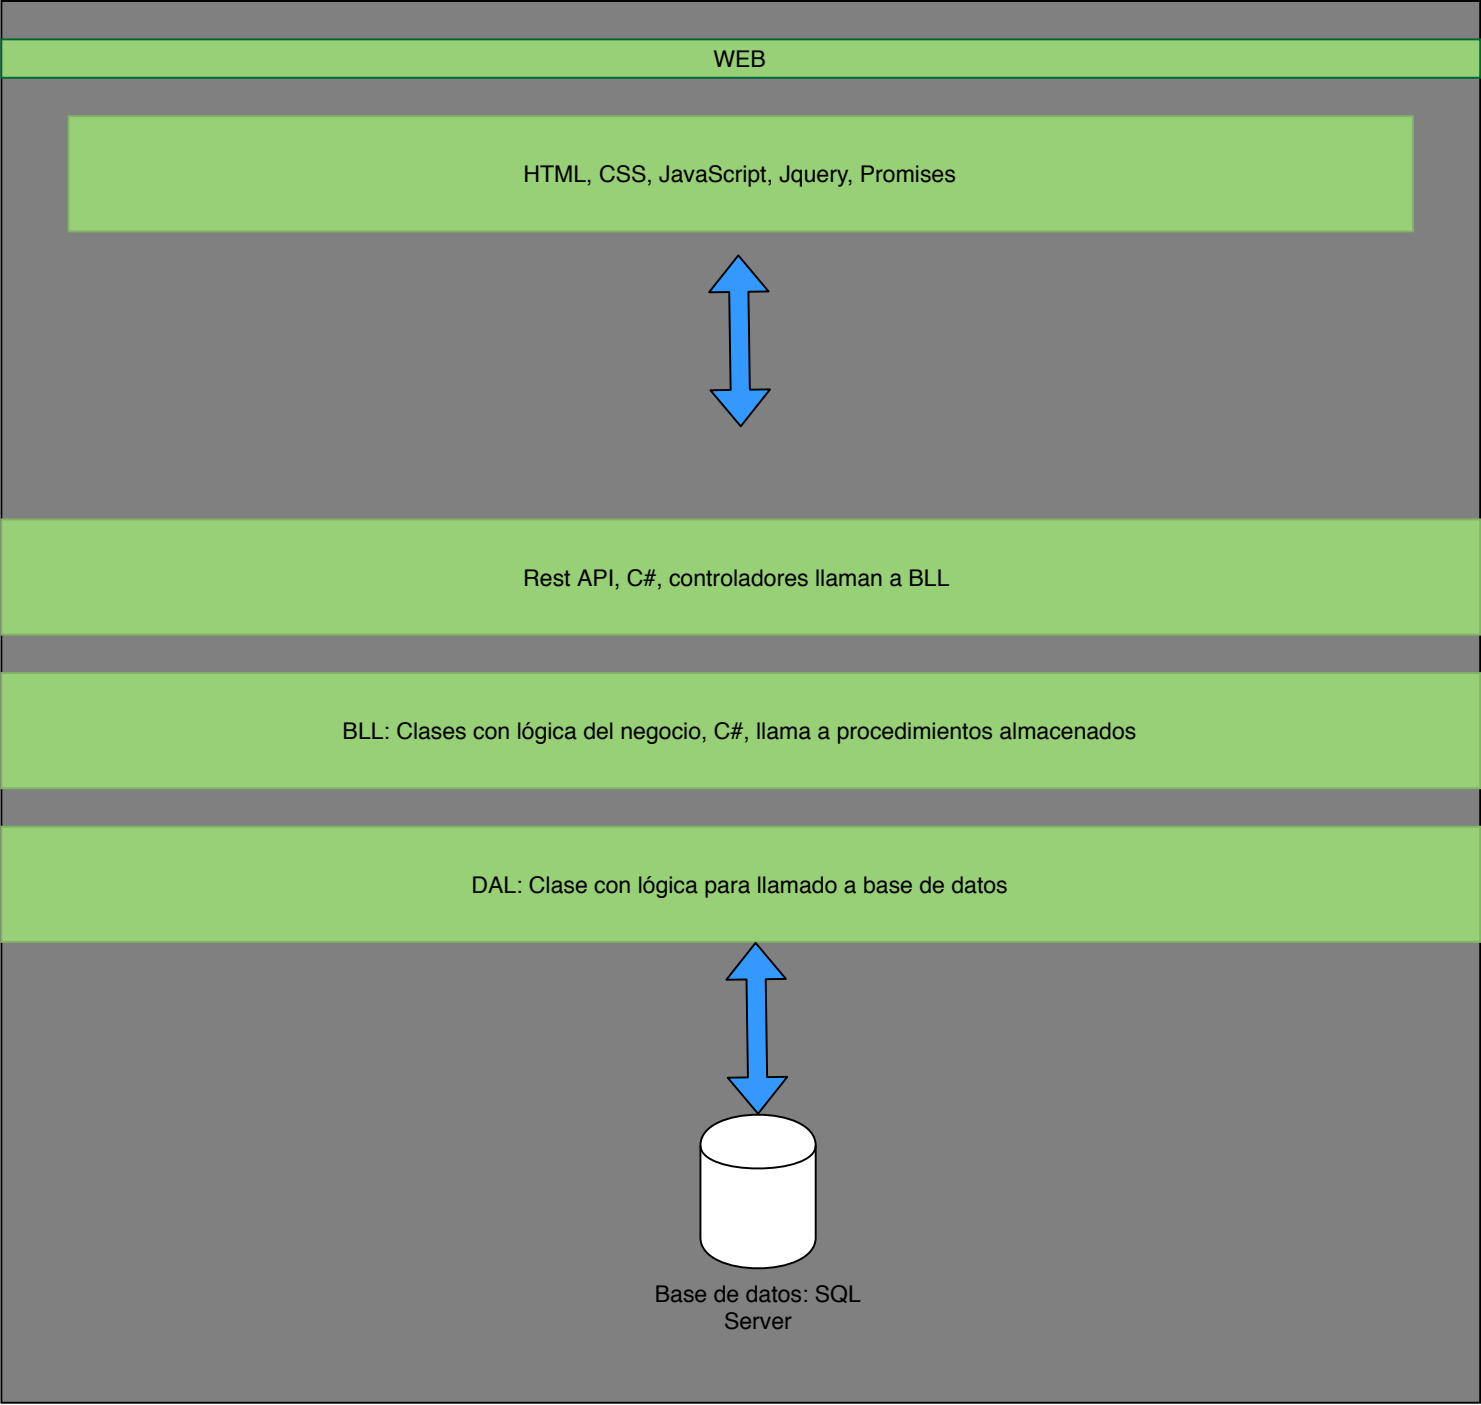 WEB
HTML, CSS, JavaScript, Jquery, Promises
Rest API, C#, controladores llaman a BLL
BLL: Clases con lógica del negocio, C#, llama a procedimientos almacenados
DAL: Clase con lógica para llamado a base de datos
Base de datos: SQL
Server